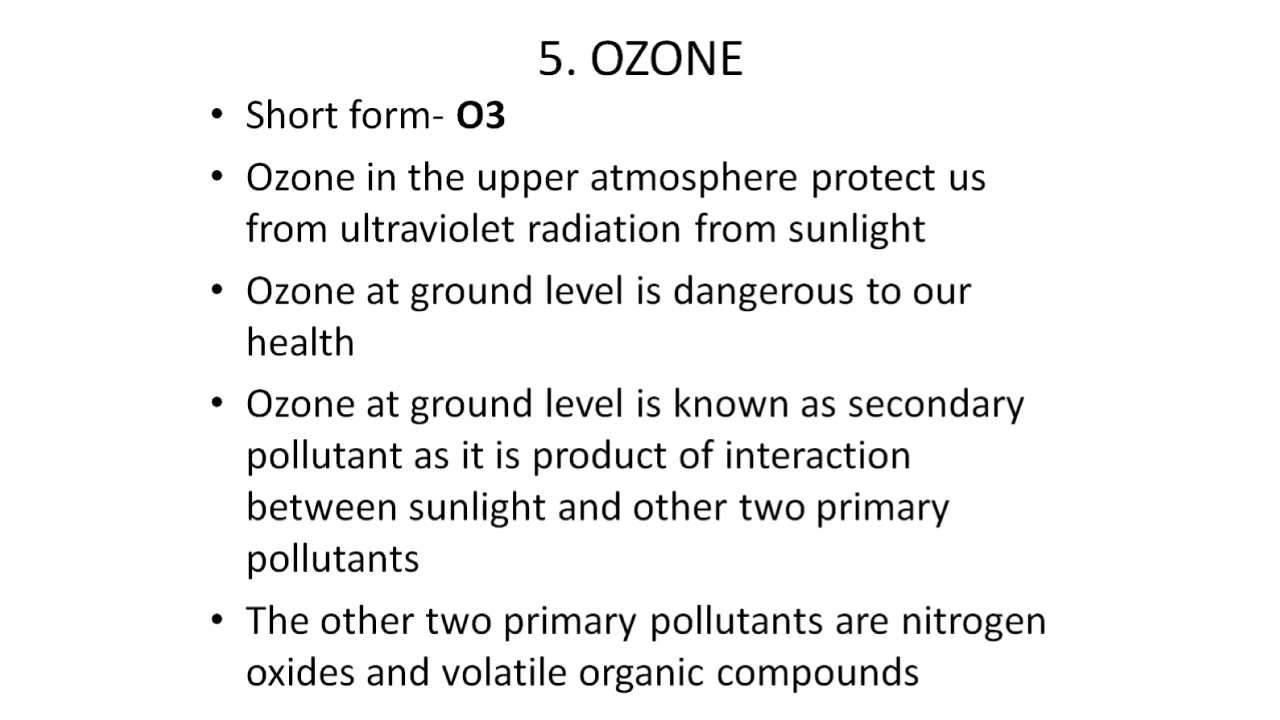 5. OZONE
• Short form- O3
• Ozone in the upper atmosphere protect us
from ultraviolet radiation from sunlight
• Ozone at ground level is dangerous to our
health
• Ozone at ground level is known as secondary
pollutant as it is product of interaction
between sunlight and other two primary
pollutants
• The other two primary pollutants are nitrogen
oxides and volatile organic compounds